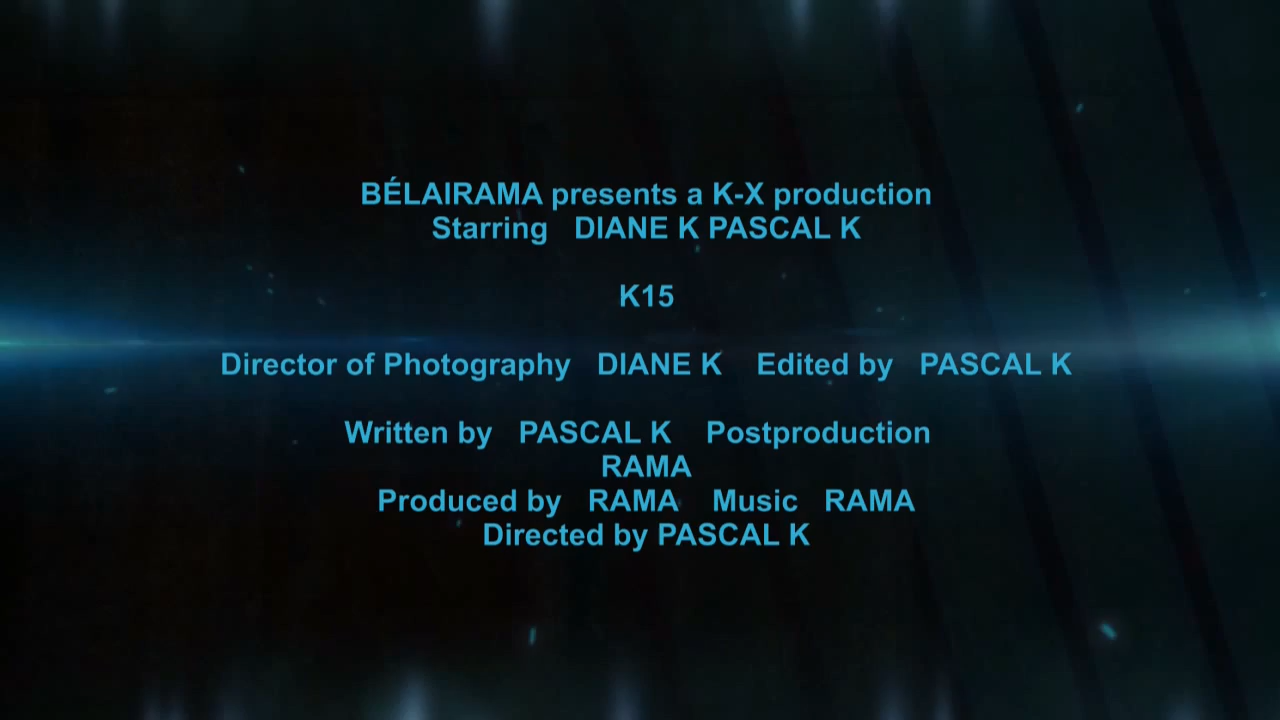 BÉLAIRAMA presents a K-X production
Starring DIANE K PASCAL K
K15
Director of Photography DIANE K Edited by PASCAL K
Written by PASCAL K Postproduction
RAMA
Produced by RAMA Music RAMA
Directed by PASCAL K